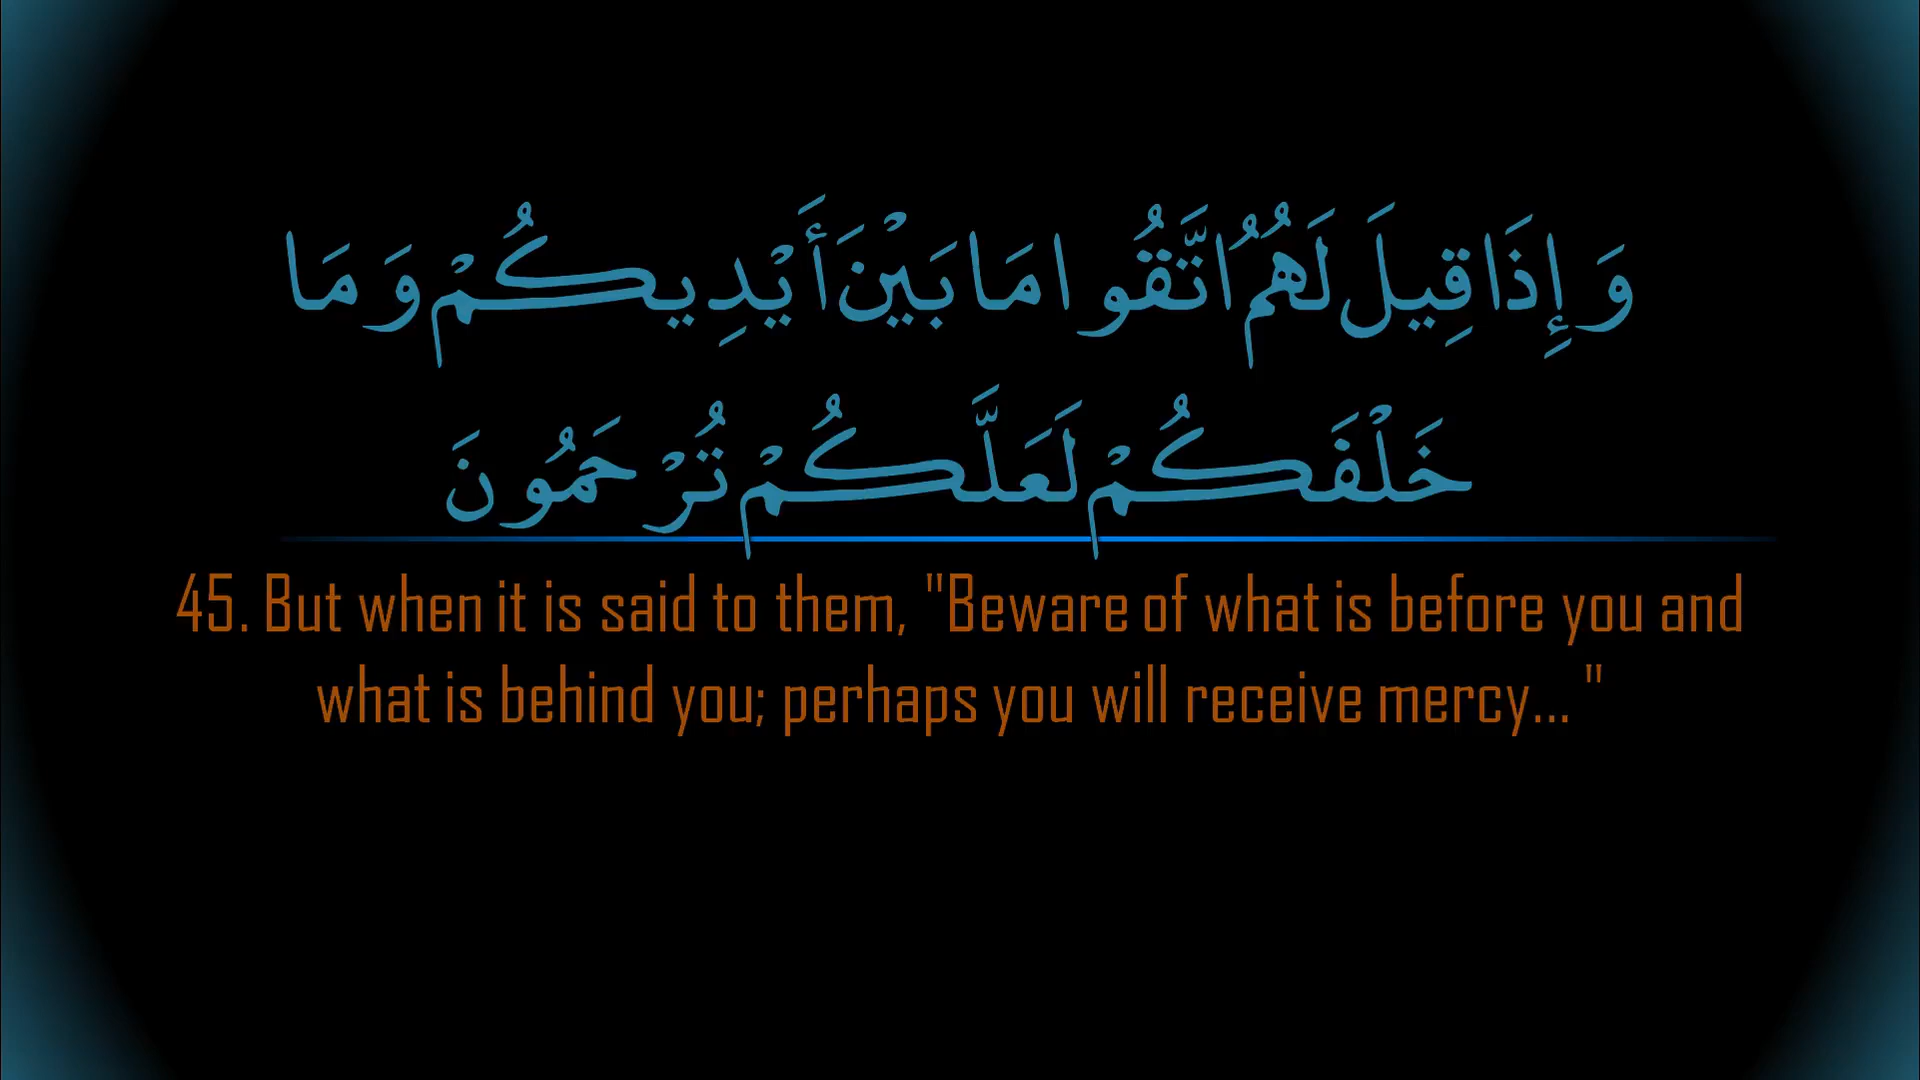 وَإِذَا قِيلَ لَهُمُ اتَّقُوا مَا بَيْنَ أَيْدِيكُمْ وَمَا
خَلْفَكُمْ لَعَلَّكُمْ تُرْحَمُونَ
45. But when it is said to them, "Beware of what is before you and
what is behind you; perhaps you will receive mercy... "